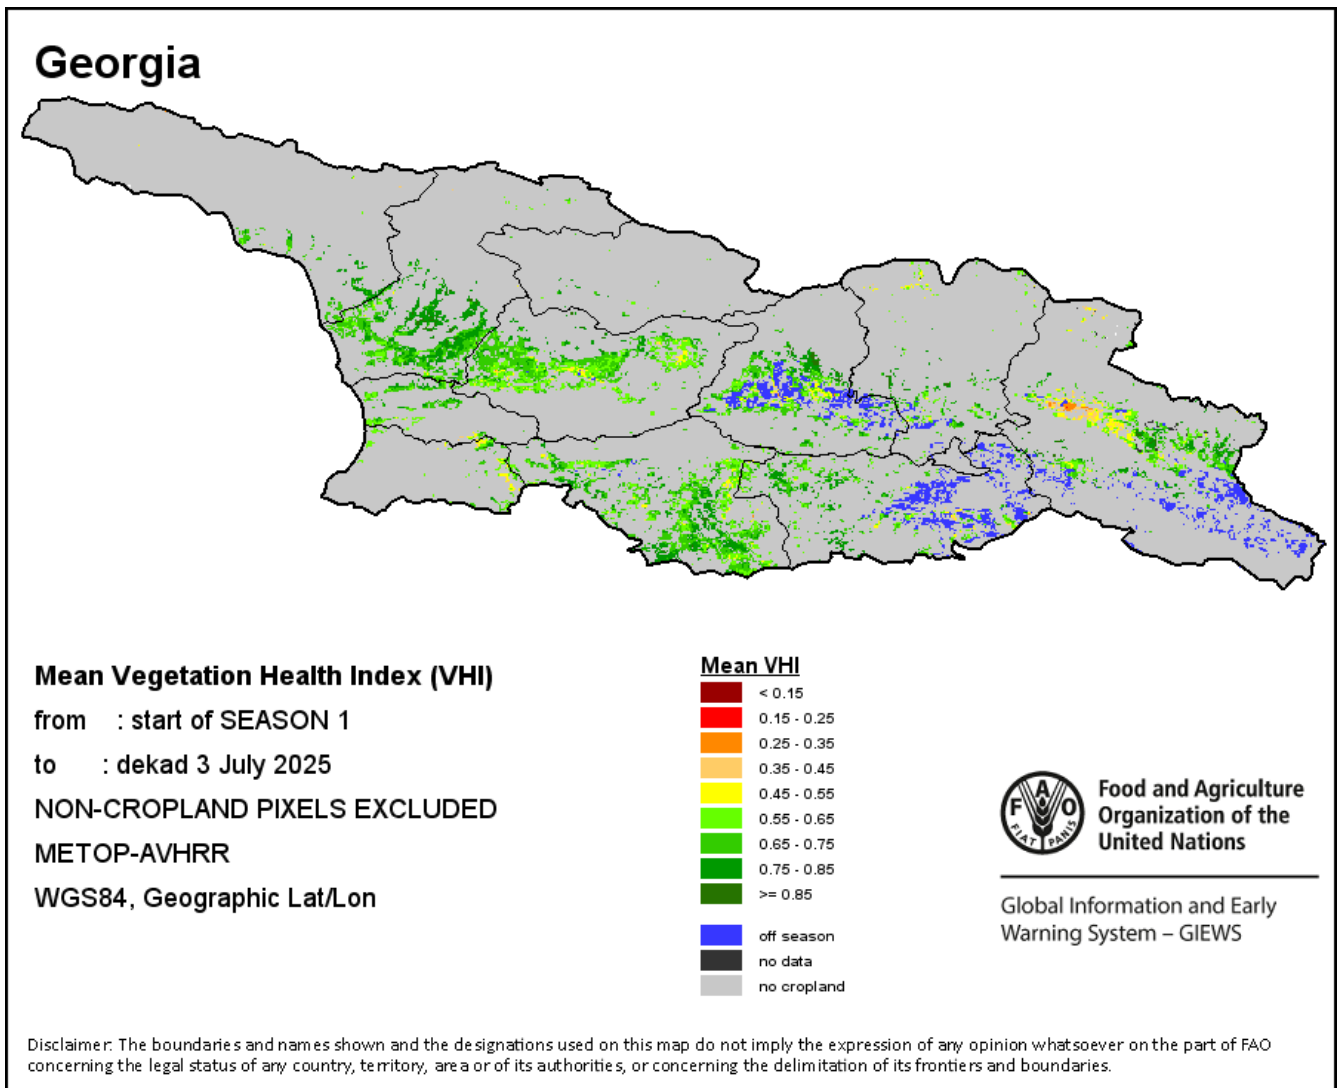 Georgia
Mean Vegetation Health Index (VHI)
from : start of SEASON 1
to : dekad 3 July 2025
NON-CROPLAND PIXELS EXCLUDED
METOP-AVHRR
WGS84, Geographic Lat/Lon
Mean VHI
< 0.15
0.15 - 0.25
0.25 - 0.35
0.35 - 0.45
0.45 - 0.55
0.55 - 0.65
0.65 - 0.75
0.75 - 0.85
>= 0.85
off season
no data
no cropland
F A O
FIAT PANIS
Food and Agriculture
Organization of the
United Nations
Global Information and Early
Warning System – GIEWS
Disclaimer: The boundaries and names shown and the designations used on this map do not imply the expression of any opinion whatsoever on the part of FAO
concerning the legal status of any country, territory, area or of its authorities, or concerning the delimitation of its frontiers and boundaries.